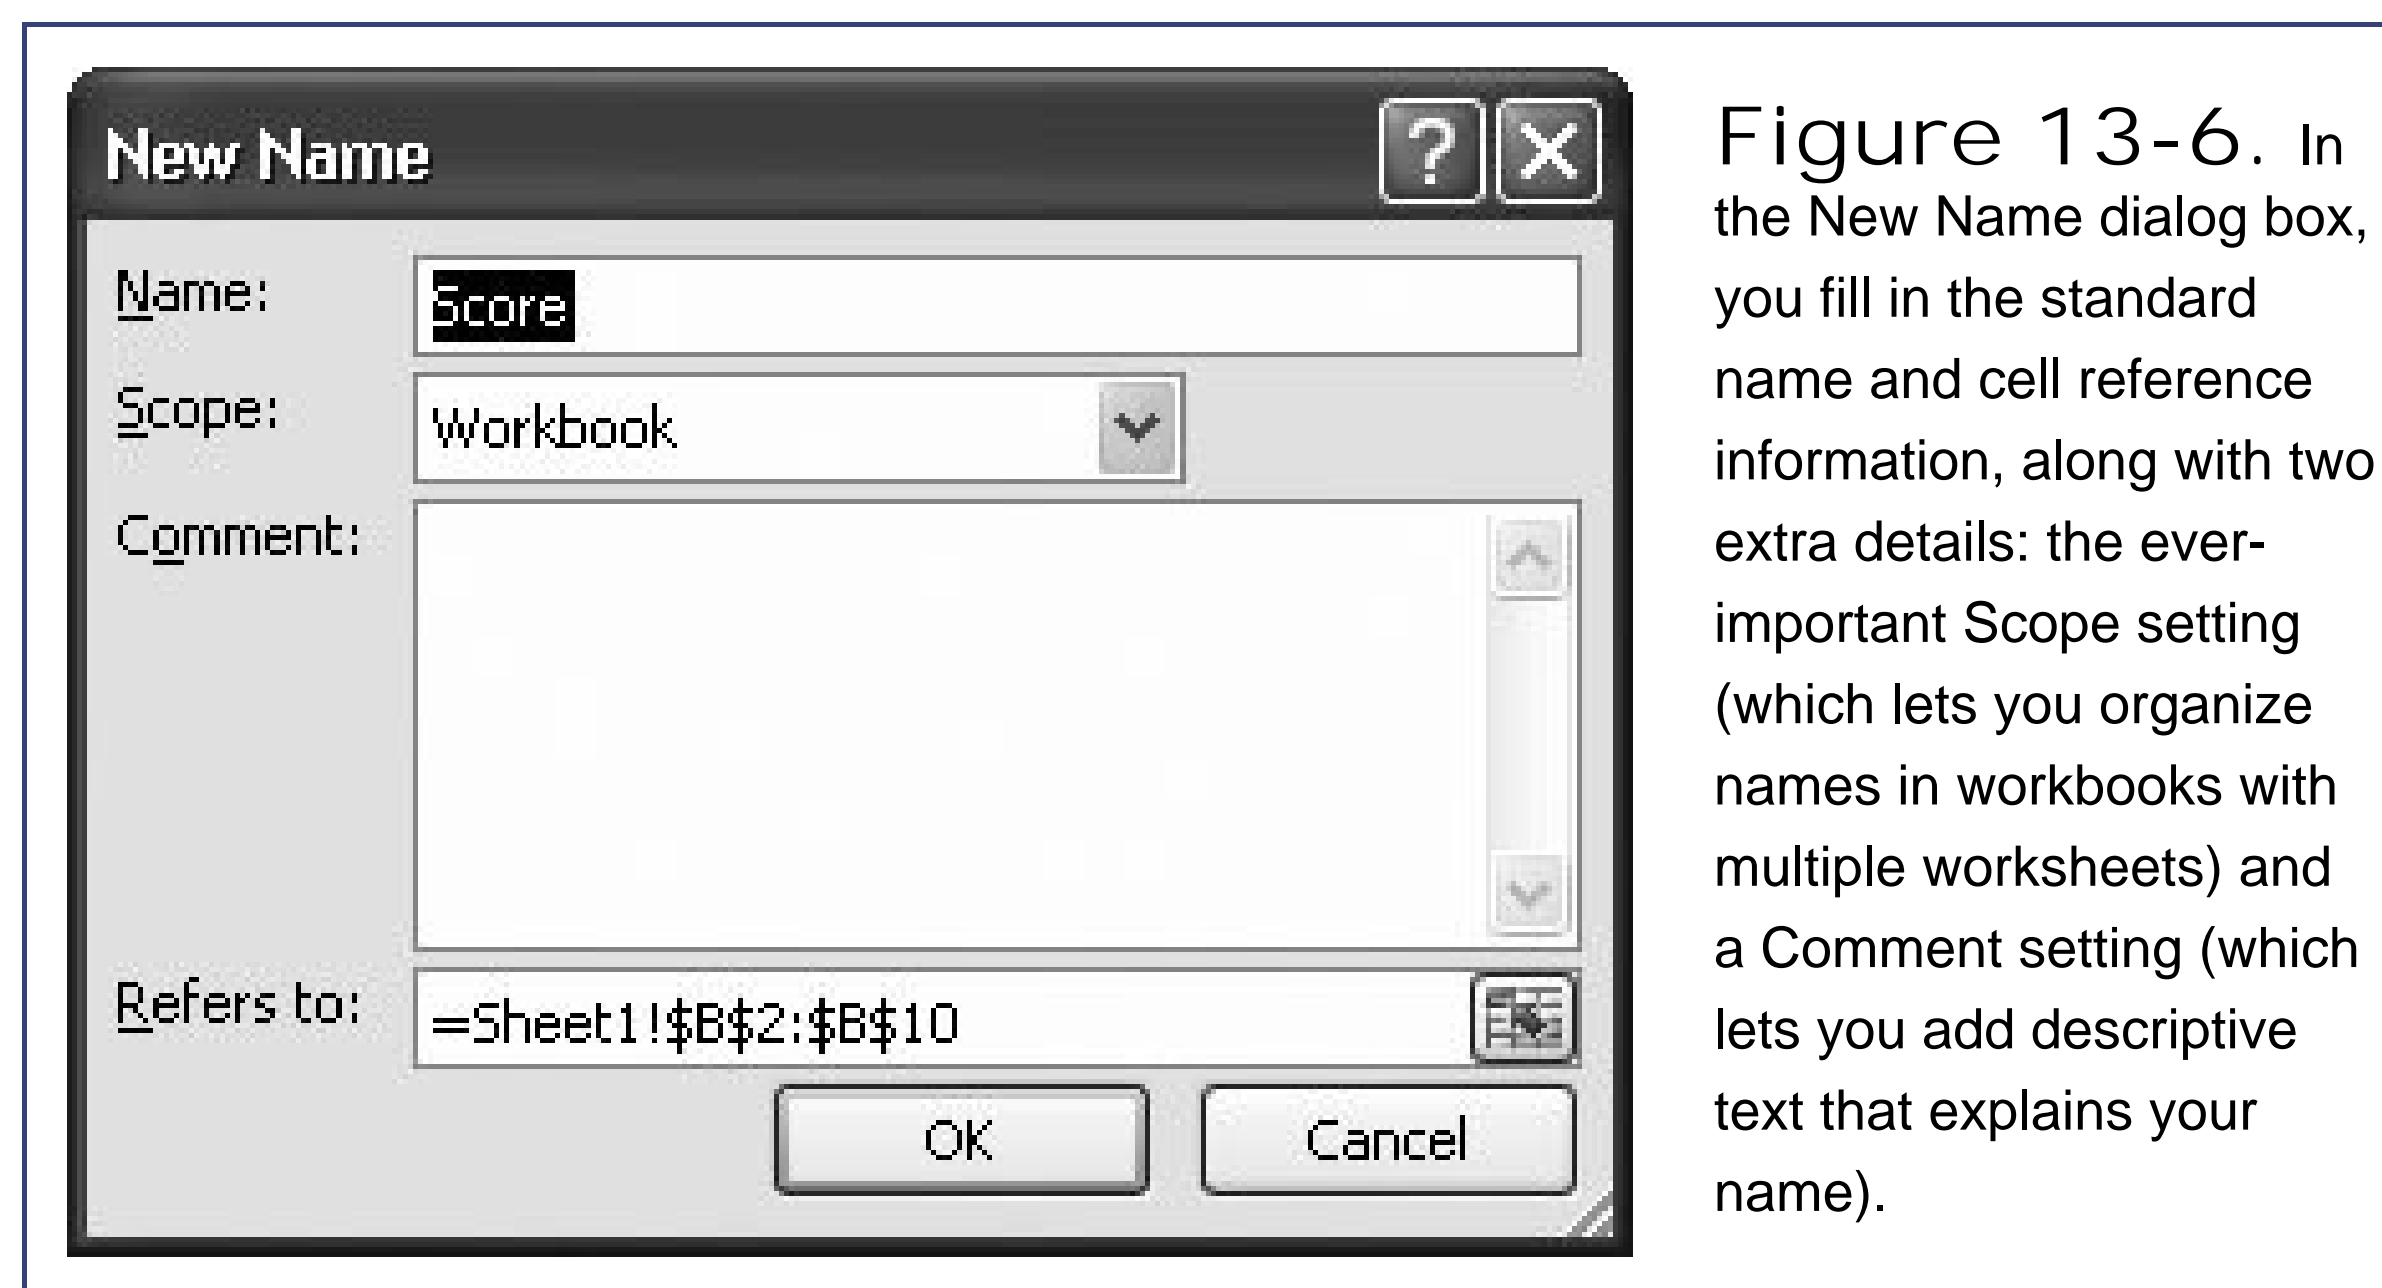 New Name
?
Name:
Score
Scope:
Workbook
Comment:
Refers to:
=Sheet1!$B$2:$B$10
OK
Cancel
Figure 13-6. In
the New Name dialog box,
you fill in the standard
name and cell reference
information, along with two
extra details: the ever-
important Scope setting
(which lets you organize
names in workbooks with
multiple worksheets) and
a Comment setting (which
lets you add descriptive
text that explains your
name).